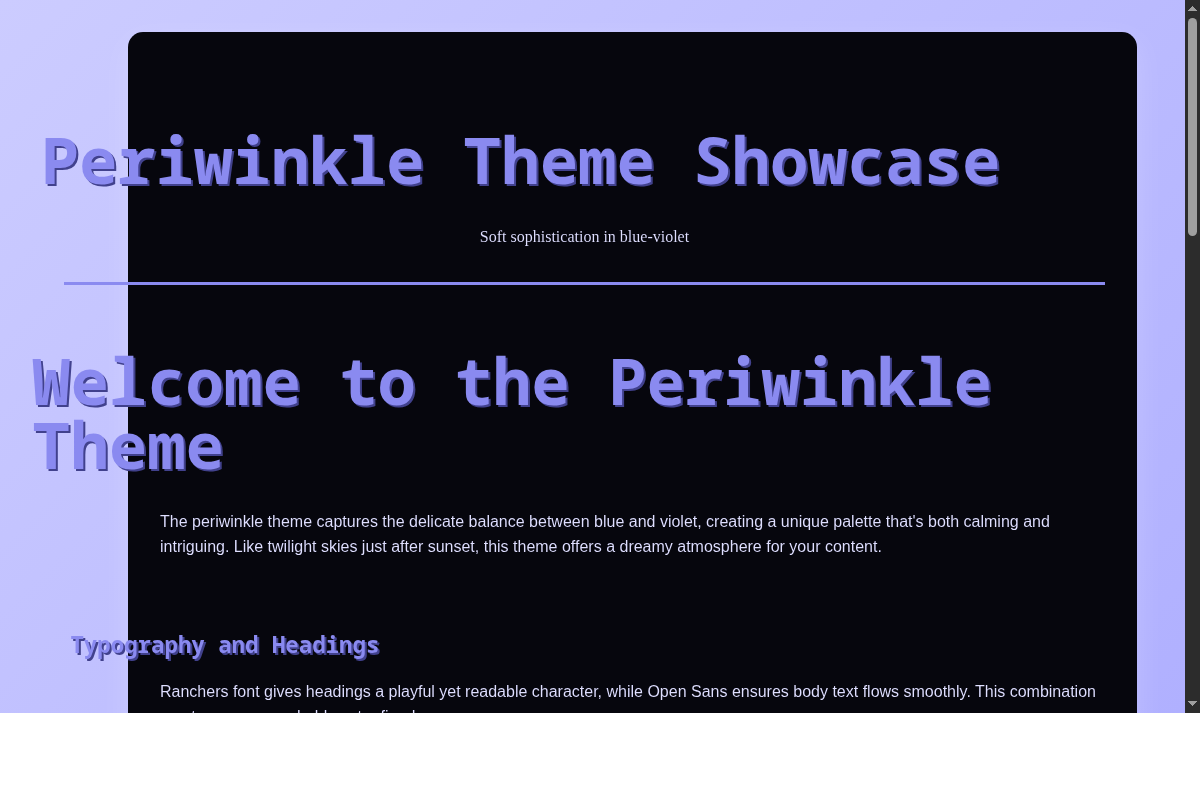 Periwinkle Theme Showcase
Soft sophistication in blue-violet
Welcome to the Periwinkle
Theme
The periwinkle theme captures the delicate balance between blue and violet, creating a unique palette that's both calming and
intriguing. Like twilight skies just after sunset, this theme offers a dreamy atmosphere for your content.
Typography and Headings
Ranchers font gives headings a playful yet readable character, while Open Sans ensures body text flows smoothly. This combination